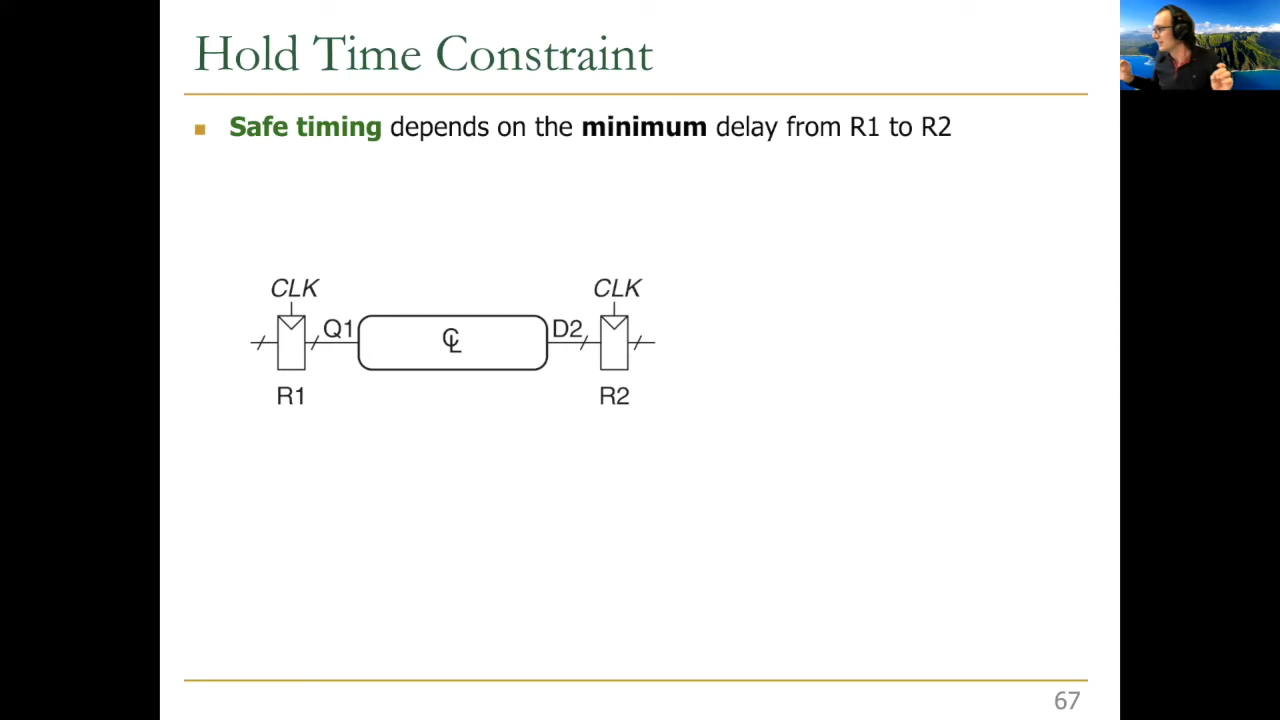 Hold Time Constraint
Safe timing depends on the minimum delay from R1 to R2
CLK CLK
Q1 CL D2
R1 R2
67